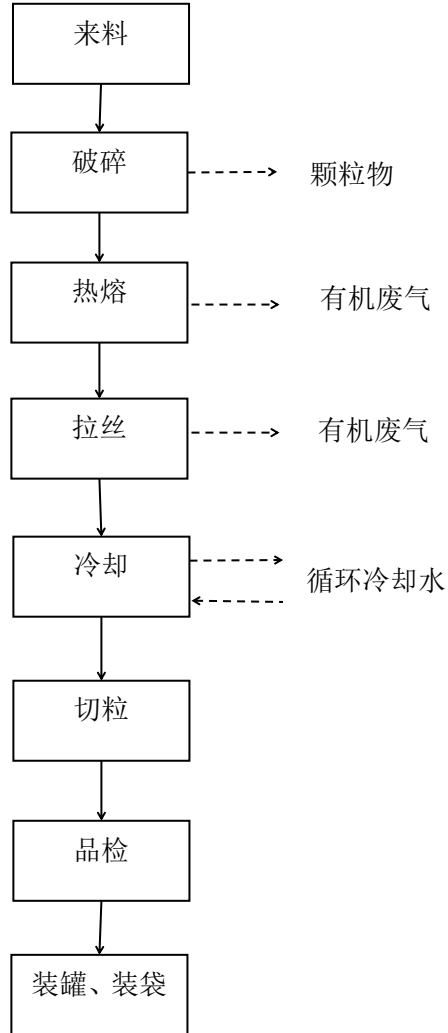 来料
破碎
颗粒物
热熔
有机废气
拉丝
有机废气
冷却
循环冷却水
切粒
品检
装罐、装袋